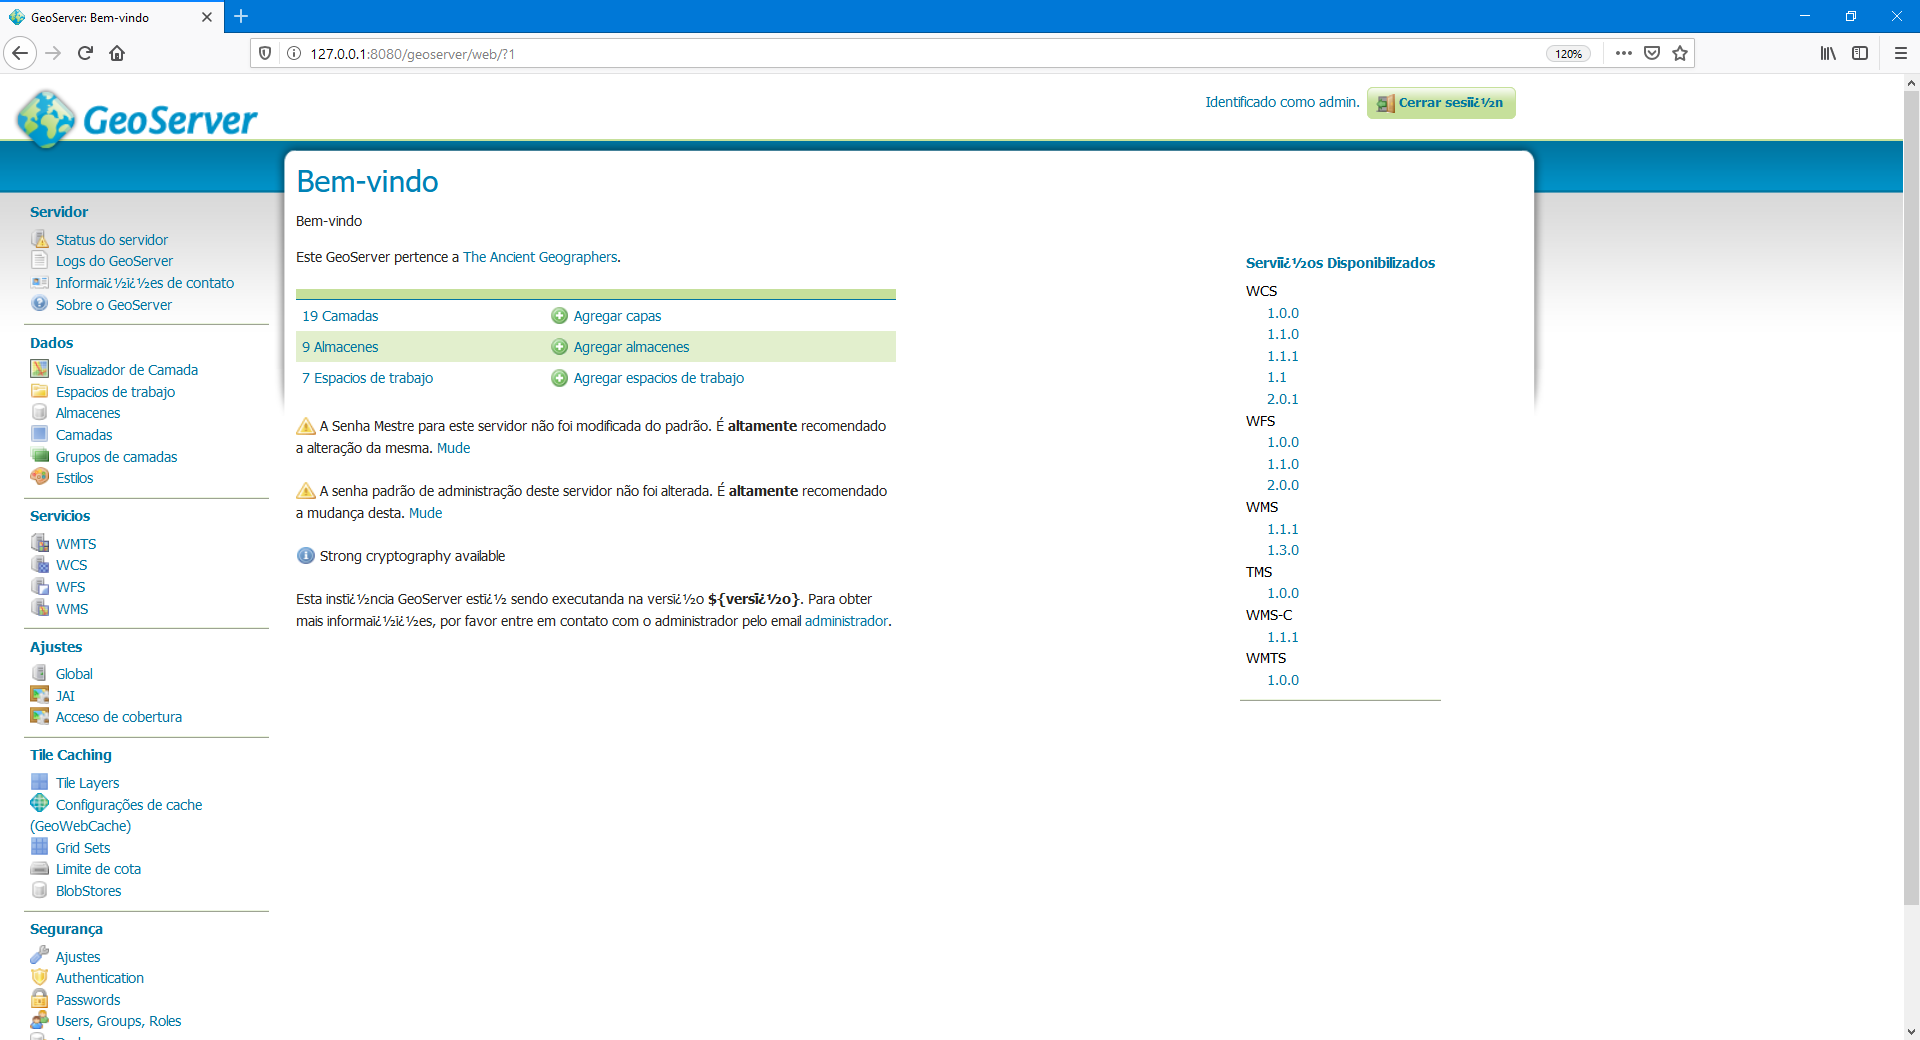 GeoServer: Bem-vindo
127.0.0.1:8080/geoserver/web/?1
120%
GeoServer
Identificado como admin.
Cerrar sesiï¿½n
Servidor
Status do servidor
Logs do GeoServer
Informaï¿½ï¿½es de contato
Sobre o GeoServer
Dados
Visualizador de Camada
Espacios de trabajo
Almacenes
Camadas
Grupos de camadas
Estilos
Servicios
WMTS
WCS
WFS
WMS
Ajustes
Global
JAI
Acceso de cobertura
Tile Caching
Tile Layers
Configurações de cache
(GeoWebCache)
Grid Sets
Limite de cota
BlobStores
Segurança
Ajustes
Authentication
Passwords
Users, Groups, Roles
Bem-vindo
Bem-vindo
Este GeoServer pertence a The Ancient Geographers.
19 Camadas
Agregar capas
9 Almacenes
Agregar almacenes
7 Espacios de trabajo
Agregar espacios de trabajo
A Senha Mestre para este servidor não foi modificada do padrão. É altamente recomendado
a alteração da mesma. Mude
A senha padrão de administração deste servidor não foi alterada. É altamente recomendado
a mudança desta. Mude
Strong cryptography available
Esta instï¿½ncia GeoServer estï¿½ sendo executanda na versï¿½o ${versï¿½o}. Para obter
mais informaï¿½ï¿½es, por favor entre em contato com o administrador pelo email administrador.
Serviï¿½os Disponibilizados
WCS
1.0.0
1.1.0
1.1.1
1.1
2.0.1
WFS
1.0.0
1.1.0
2.0.0
WMS
1.1.1
1.3.0
TMS
1.0.0
WMS-C
1.1.1
WMTS
1.0.0